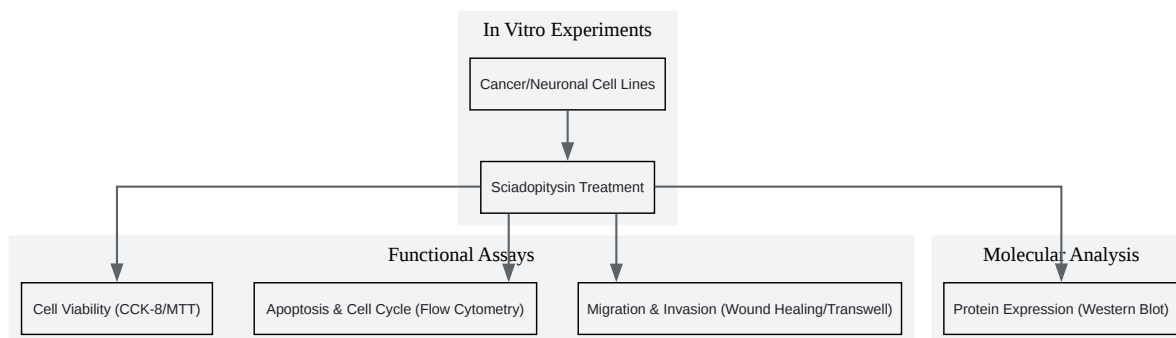 In Vitro Experiments
Cancer/Neuronal Cell Lines
Sciadopitysin Treatment
Functional Assays
Molecular Analysis
Cell Viability (CCK-8/MTT)
Apoptosis & Cell Cycle (Flow Cytometry)
Migration & Invasion (Wound Healing/Transwell)
Protein Expression (Western Blot)